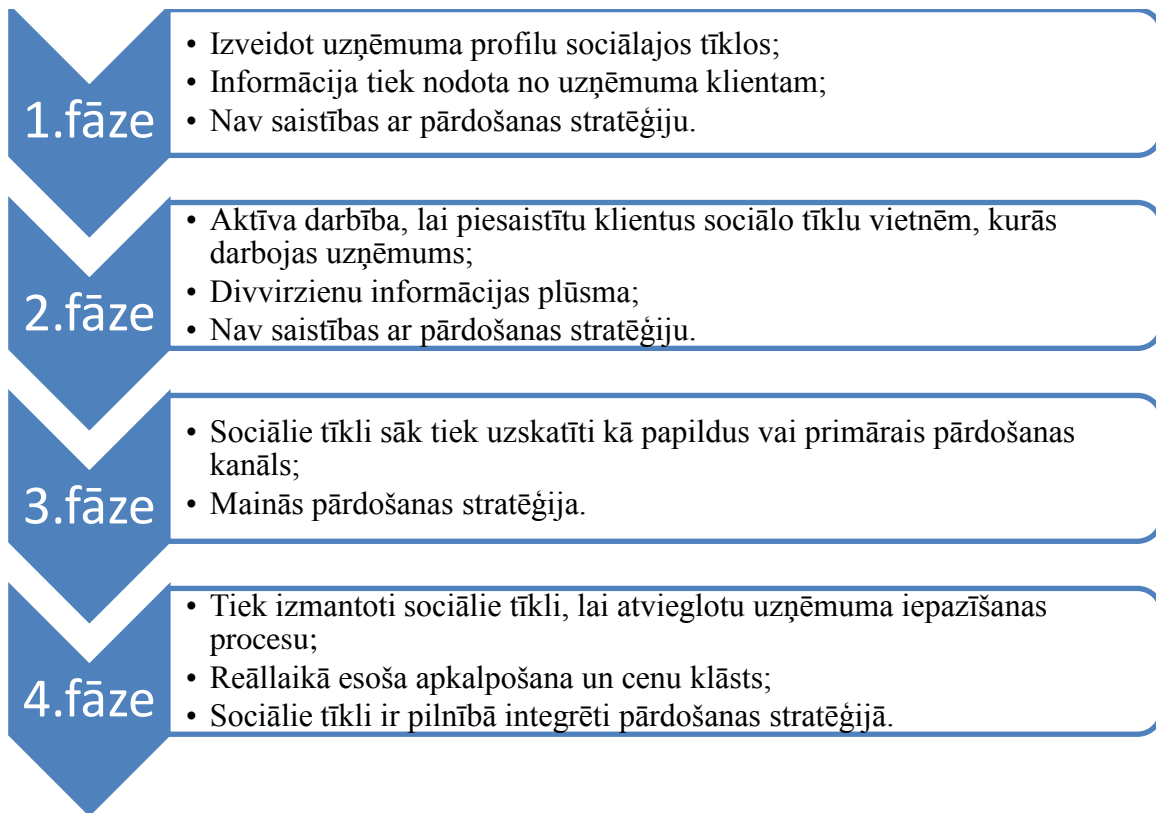 1.fāze
• Izveidot uzņēmuma profilu sociālajos tīklos;
• Informācija tiek nodota no uzņēmuma klientam;
• Nav saistības ar pārdošanas stratēģiju.
2.fāze
• Aktīva darbība, lai piesaistītu klientus sociālo tīklu vietnēm, kurās
darbojas uzņēmums;
• Divvirzienu informācijas plūsma;
• Nav saistības ar pārdošanas stratēģiju.
3.fāze
• Sociālie tīkli sāk tiek uzskatīti kā papildus vai primārais pārdošanas
kanāls;
• Mainās pārdošanas stratēģija.
4.fāze
• Tiek izmantoti sociālie tīkli, lai atvieglotu uzņēmuma iepazīšanas
procesu;
• Reāllaikā esoša apkalpošana un cenu klāsts;
• Sociālie tīkli ir pilnībā integrēti pārdošanas stratēģijā.